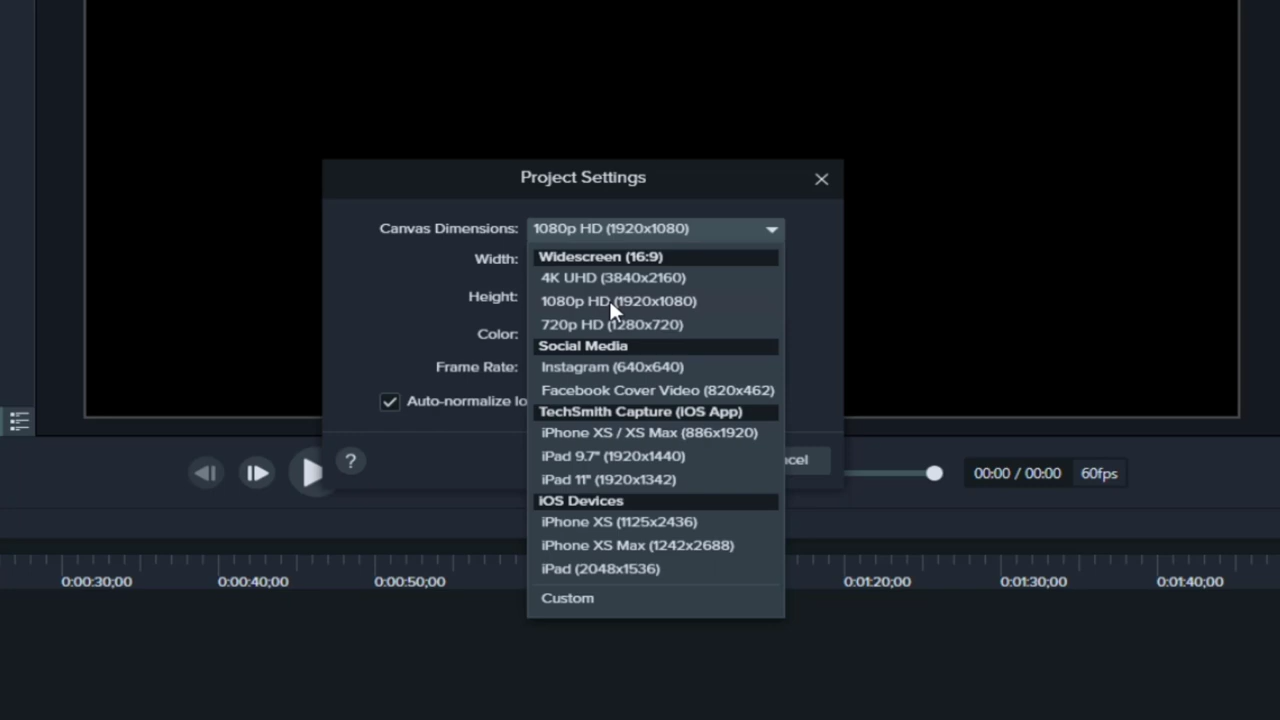 Project Settings
Canvas Dimensions: 1080p HD (1920x1080)
Width:
Height:
Color:
Frame Rate:
Auto-normalize lo
Widescreen (16:9)
4K UHD (3840x2160)
1080p HD (1920x1080)
720p HD (1280x720)
Social Media
Instagram (640x640)
Facebook Cover Video (820x462)
TechSmith Capture (iOS App)
iPhone XS / XS Max (886x1920)
iPad 9.7" (1920x1440)
iPad 11" (1920x1342)
iOS Devices
iPhone XS (1125x2436)
iPhone XS Max (1242x2688)
iPad (2048x1536)
Custom
?
ncel
00:00 / 00:00 60fps
0:00:30;00 0:00:40;00 0:00:50;00 0:01:20;00 0:01:30;00 0:01:40;00